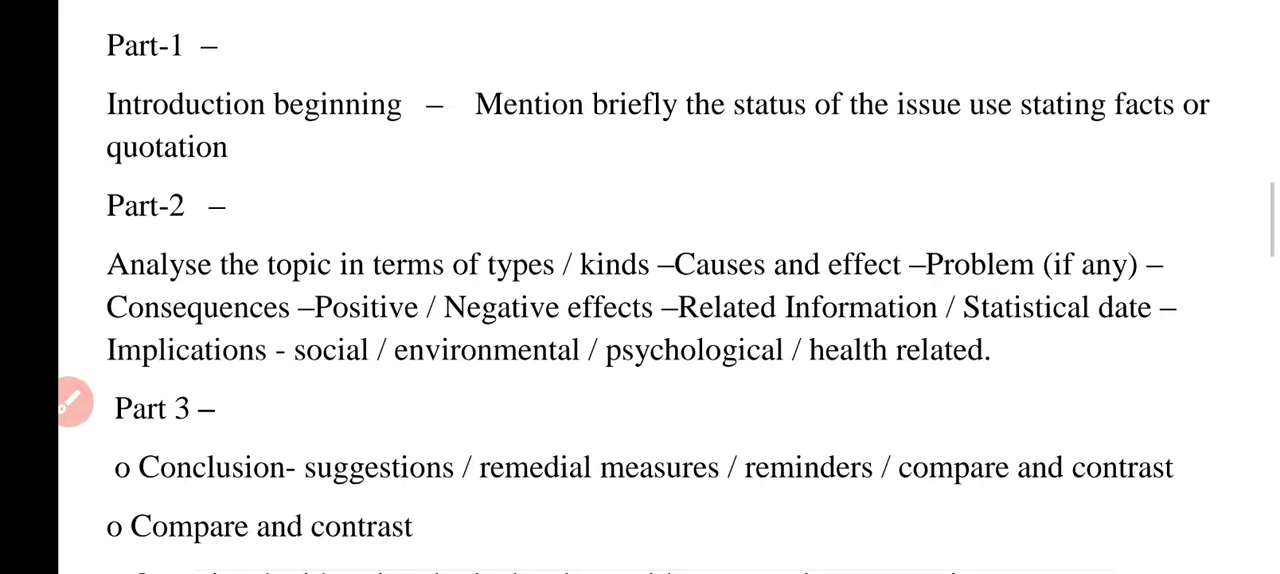 Part-1 –
Introduction beginning – Mention briefly the status of the issue use stating facts or
quotation
Part-2 –
Analyse the topic in terms of types / kinds –Causes and effect –Problem (if any) –
Consequences –Positive / Negative effects –Related Information / Statistical date –
Implications - social / environmental / psychological / health related.
Part 3 –
o Conclusion- suggestions / remedial measures / reminders / compare and contrast
o Compare and contrast